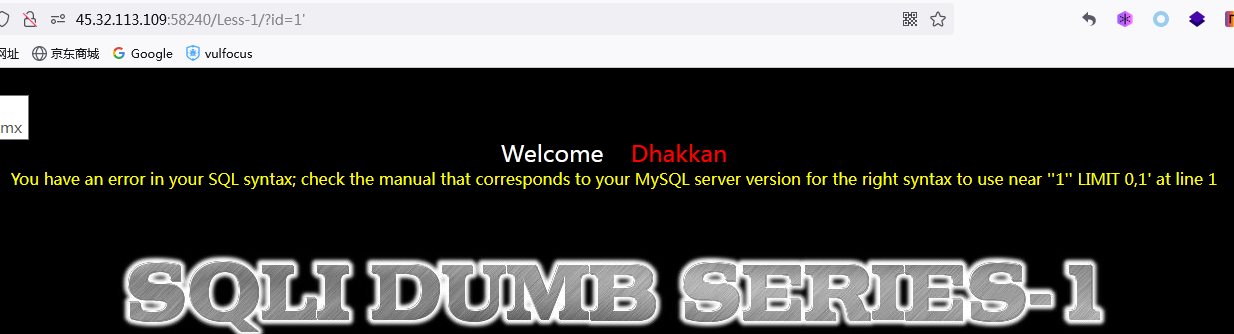 45.32.113.109:58240/Less-1/?id=1'
网址 京东商城 Google vulfocus
mx
Welcome Dhakkan
You have an error in your SQL syntax; check the manual that corresponds to your MySQL server version for the right syntax to use near ''1'' LIMIT 0,1' at line 1
SQLI DUMB SERIES-1